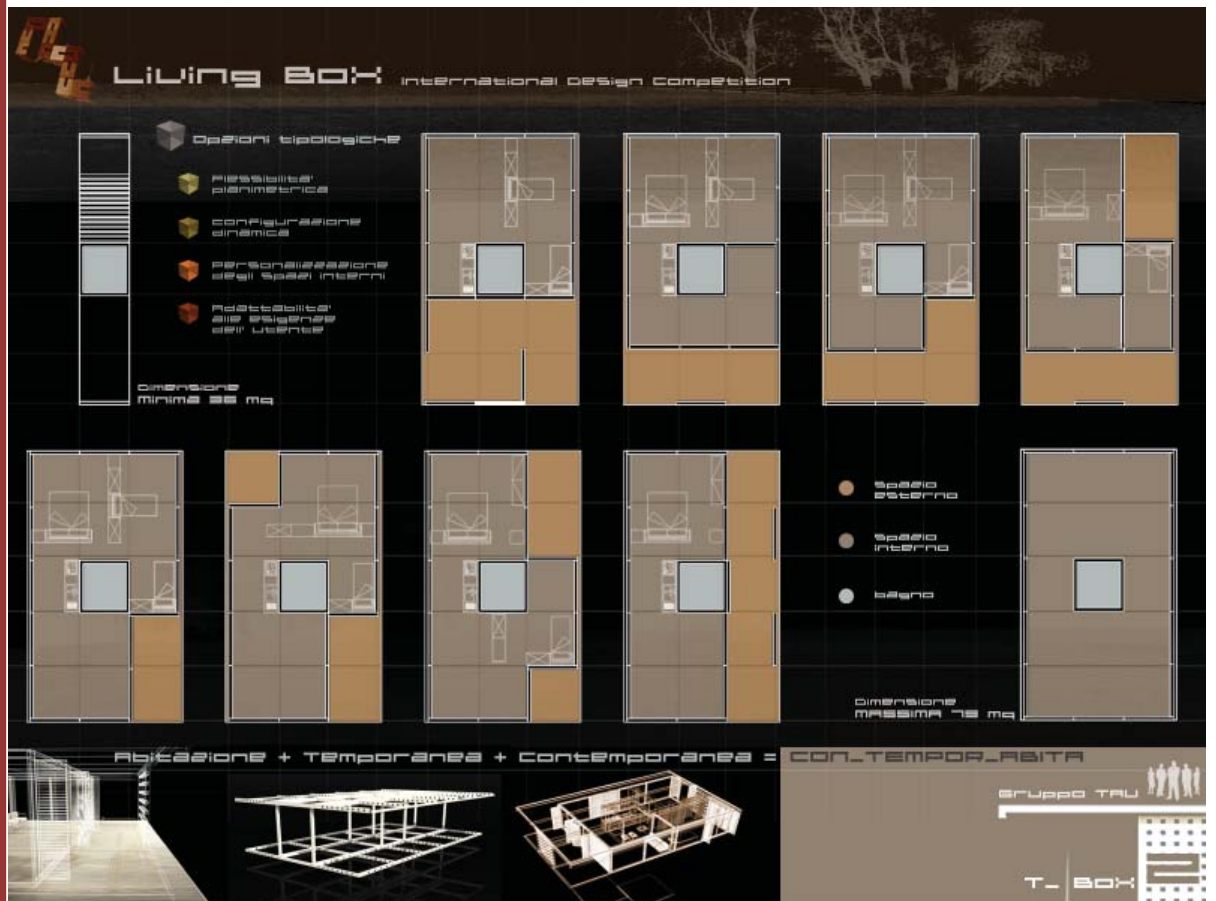 Living Box International Design Competition
Opzioni tipologiche
Flessibilita'
planimetrica
configurazione
dinamica
Personalizzazione
degli spazi interni
Adattabilita'
alle esigenze
dell'utente
Dimensione
Minima 36 mq
spazio
esterno
spazio
interno
bagno
Dimensione
MASSIMA 79 mq
Abitazione + Temporanea + Contemporanea = CON_TEMPOR_ABITA
Gruppo TAU
T_ BOX 2